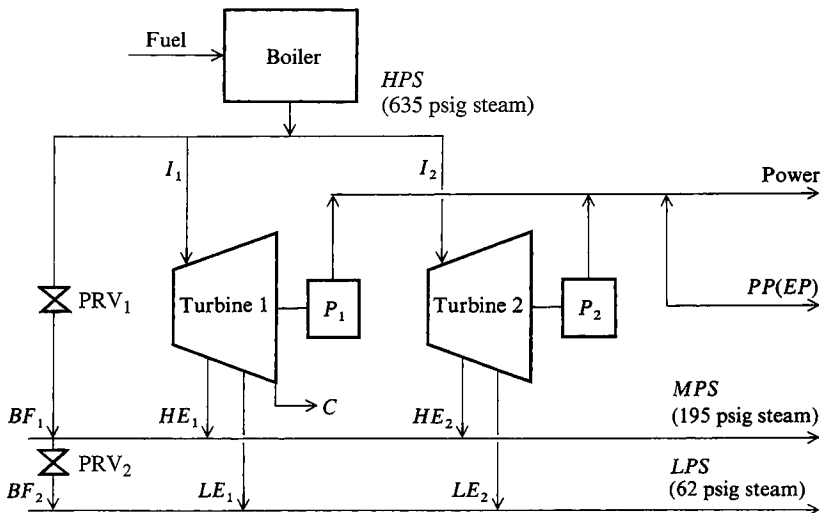 Fuel
Boiler
HPS
(635 psig steam)
I₁
I₂
Power
PRV₁
Turbine 1
P₁
Turbine 2
P₂
PP(EP)
C
BF₁
HE₁
HE₂
MPS
(195 psig steam)
PRV₂
BF₂
LE₁
LE₂
LPS
(62 psig steam)